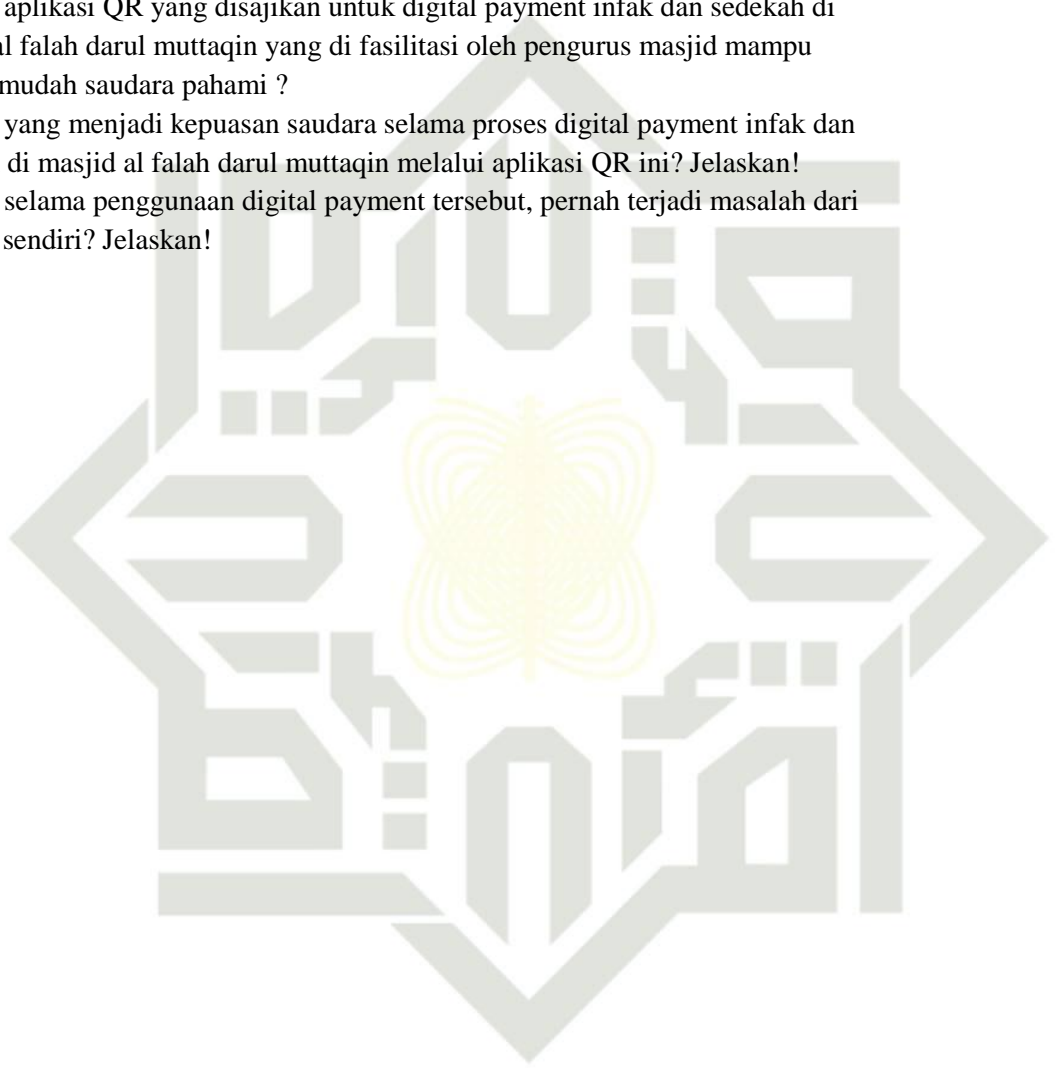 aplikasi QR yang disajikan untuk digital payment infak dan sedekah di
al falah darul muttaqin yang di fasilitasi oleh pengurus masjid mampu
mudah saudara pahami ?
yang menjadi kepuasan saudara selama proses digital payment infak dan
di masjid al falah darul muttaqin melalui aplikasi QR ini? Jelaskan!
selama penggunaan digital payment tersebut, pernah terjadi masalah dari
sendiri? Jelaskan!